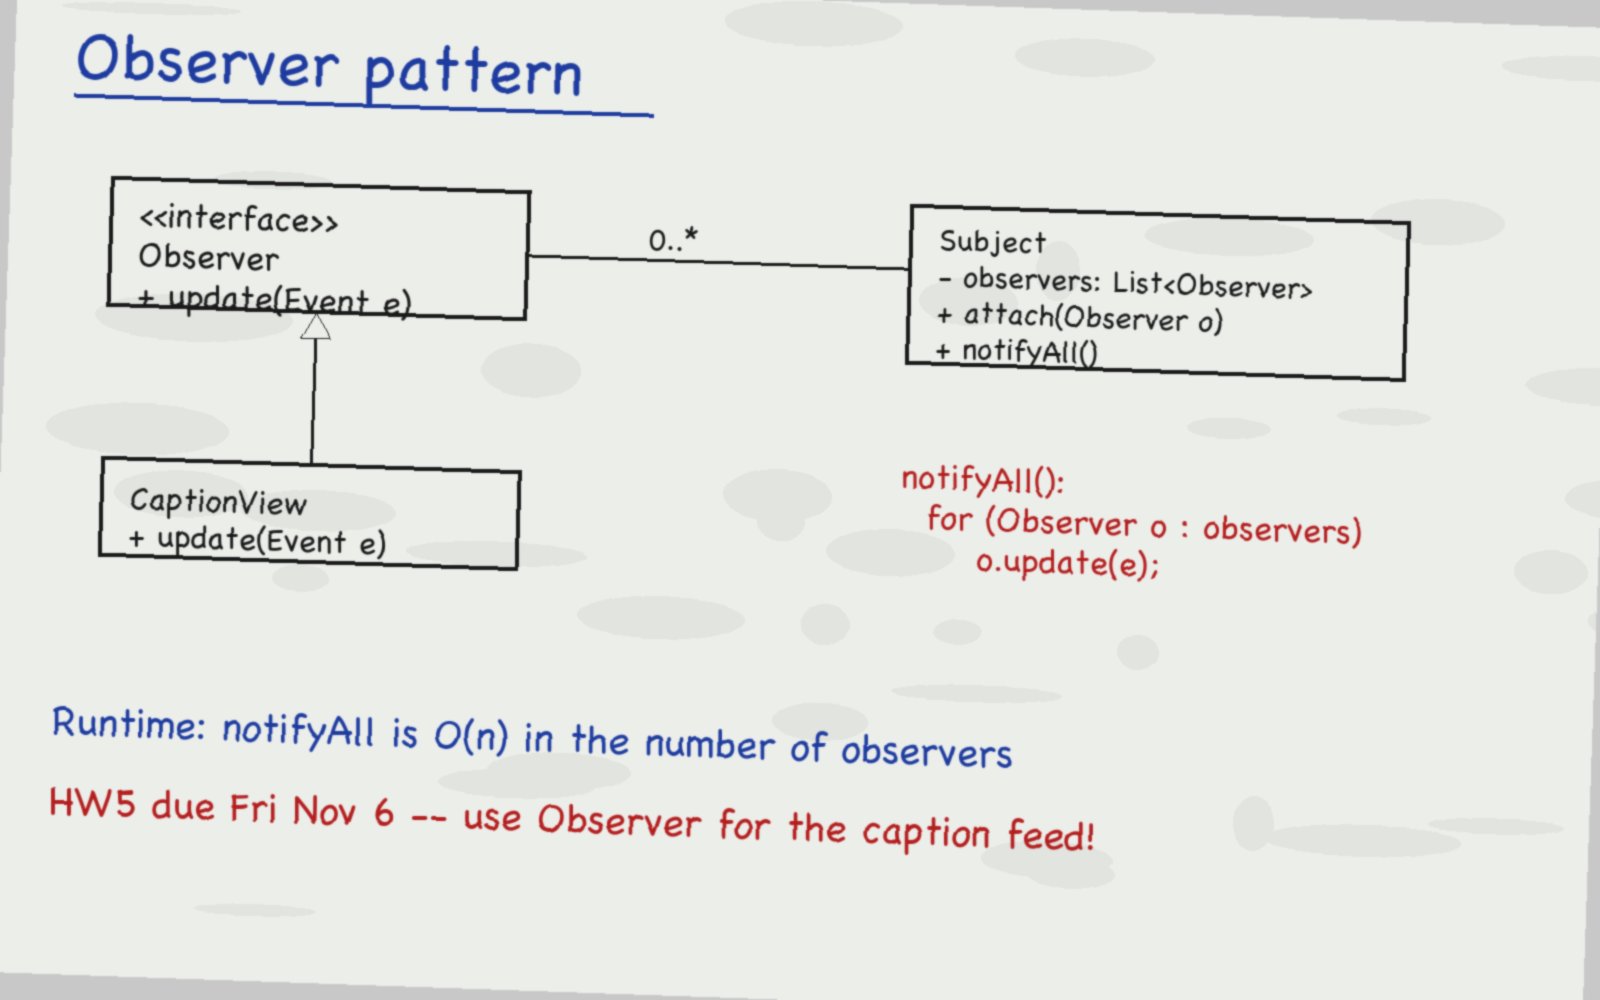 Observer pattern
<<interface>>
Observer
+ update(Event e)
0..*
Subject
- observers: List<Observer>
+ attach(Observer o)
+ notifyAll()
CaptionView
+ update(Event e)
notifyAll():
for (Observer o : observers)
o.update(e);
Runtime: notifyAll is O(n) in the number of observers
HW5 due Fri Nov 6 -- use Observer for the caption feed!